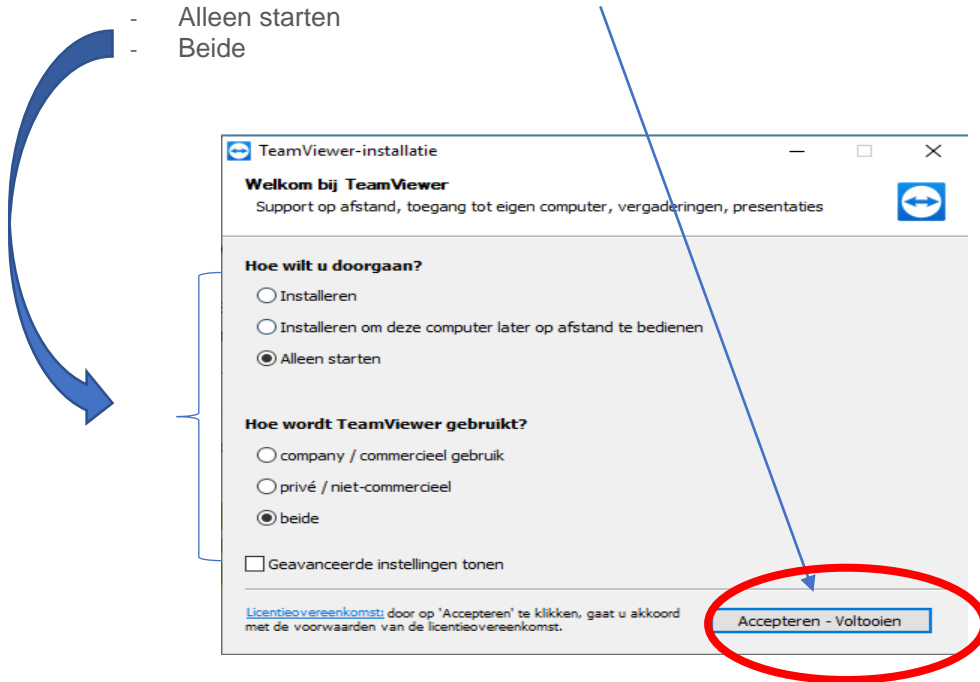 - Alleen starten
- Beide
TeamViewer-installatie
Welkom bij TeamViewer
Support op afstand, toegang tot eigen computer, vergaderingen, presentaties
Hoe wilt u doorgaan?
Installeren
Installeren om deze computer later op afstand te bedienen
Alleen starten
Hoe wordt TeamViewer gebruikt?
company / commercieel gebruik
privé / niet-commercieel
beide
Geavanceerde instellingen tonen
Licentieovereenkomst: door op 'Accepteren' te klikken, gaat u akkoord
met de voorwaarden van de licentieovereenkomst.
Accepteren - Voltooien